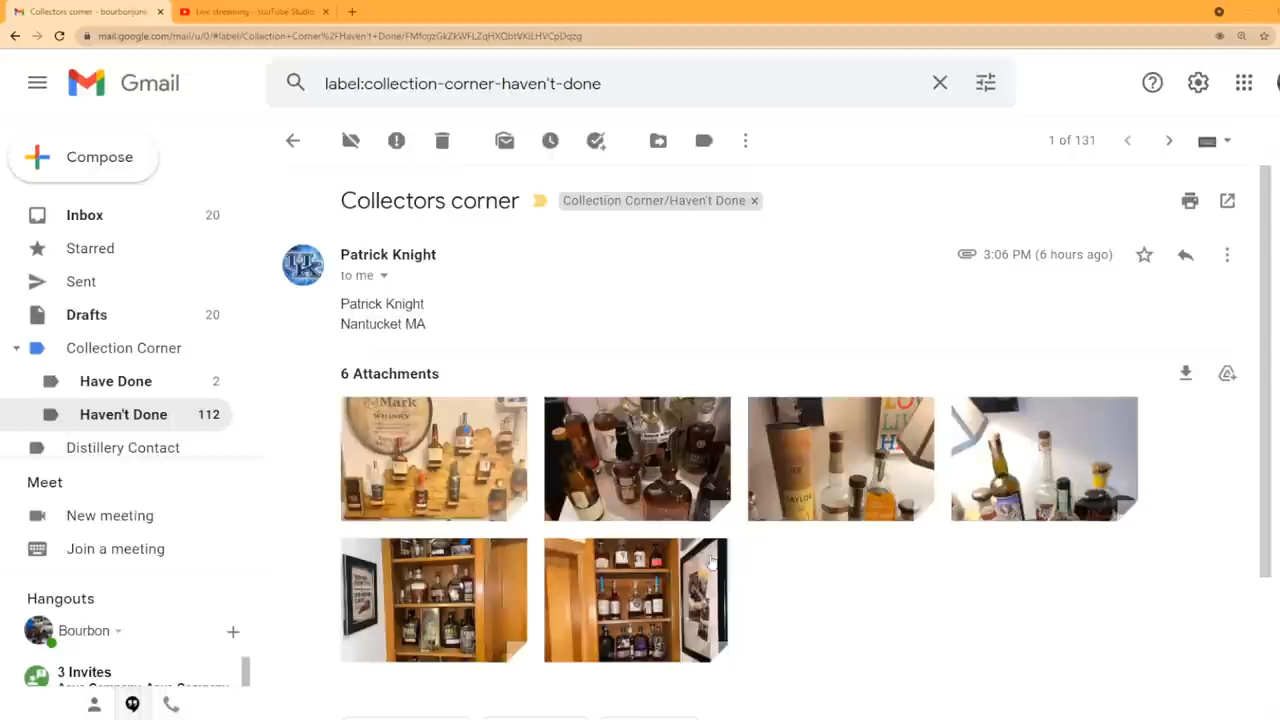 Collectors corner - bourbonjuni
Live streaming - YouTube Studio
mail.google.com/mail/u/0/#label/Collection+Corner%2FHaven't+Done/FMfcgzGkZkWFLZqHXQbtVKlLHVCpDqzg
Gmail
label:collection-corner-haven't-done
Compose
1 of 131
Inbox 20
Starred
Sent
Drafts 20
Collection Corner
Have Done 2
Haven't Done 112
Distillery Contact
Meet
New meeting
Join a meeting
Hangouts
Bourbon
3 Invites
Collectors corner
Collection Corner/Haven't Done
Patrick Knight
3:06 PM (6 hours ago)
to me
Patrick Knight
Nantucket MA
6 Attachments
Mark
WHISKY
TAYLOR